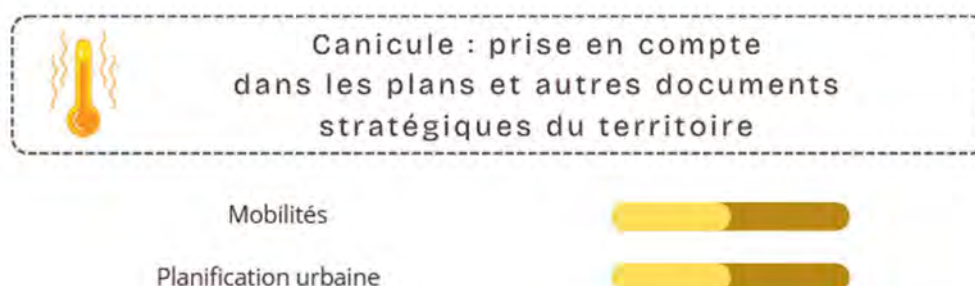 Canicule : prise en compte
dans les plans et autres documents
stratégiques du territoire
Mobilités
Planification urbaine